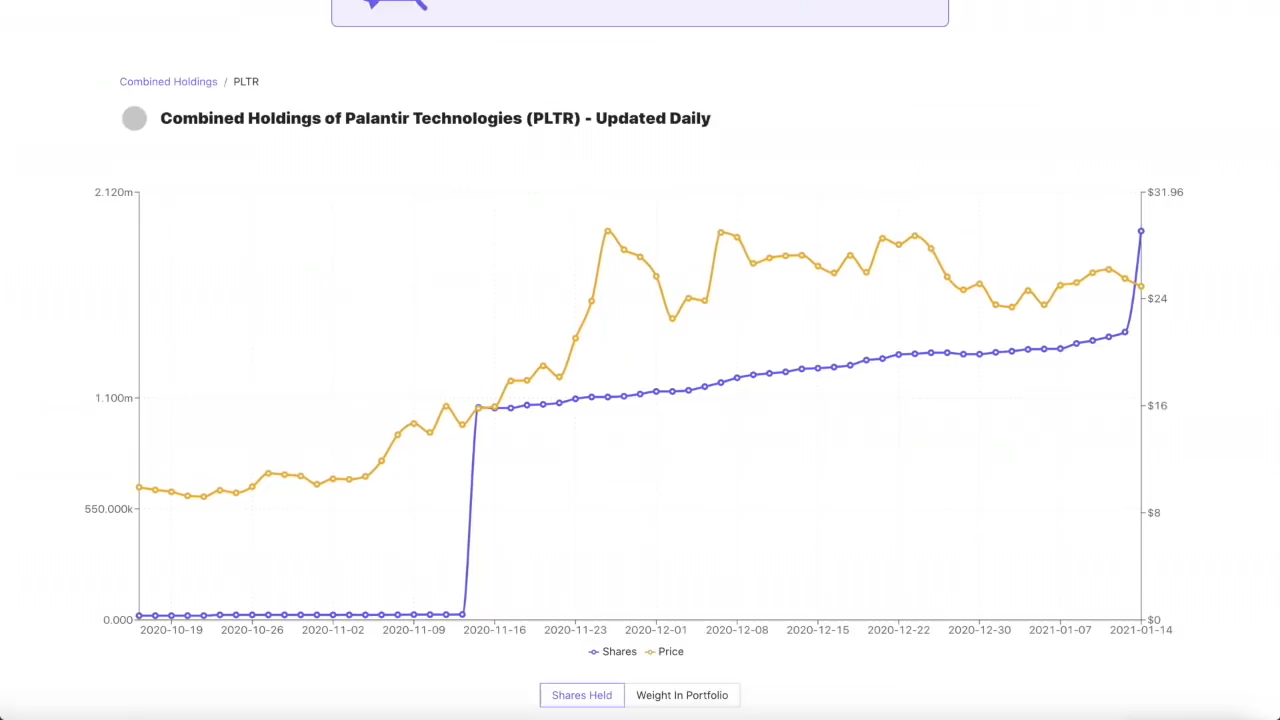 Combined Holdings / PLTR
Combined Holdings of Palantir Technologies (PLTR) - Updated Daily
2.120m
$31.96
$24
1.100m
$16
550.000k
$8
0.000
$0
2020-10-19 2020-10-26 2020-11-02 2020-11-09 2020-11-16 2020-11-23 2020-12-01 2020-12-08 2020-12-15 2020-12-22 2020-12-30 2021-01-07 2021-01-14
Shares Price
Shares Held Weight In Portfolio